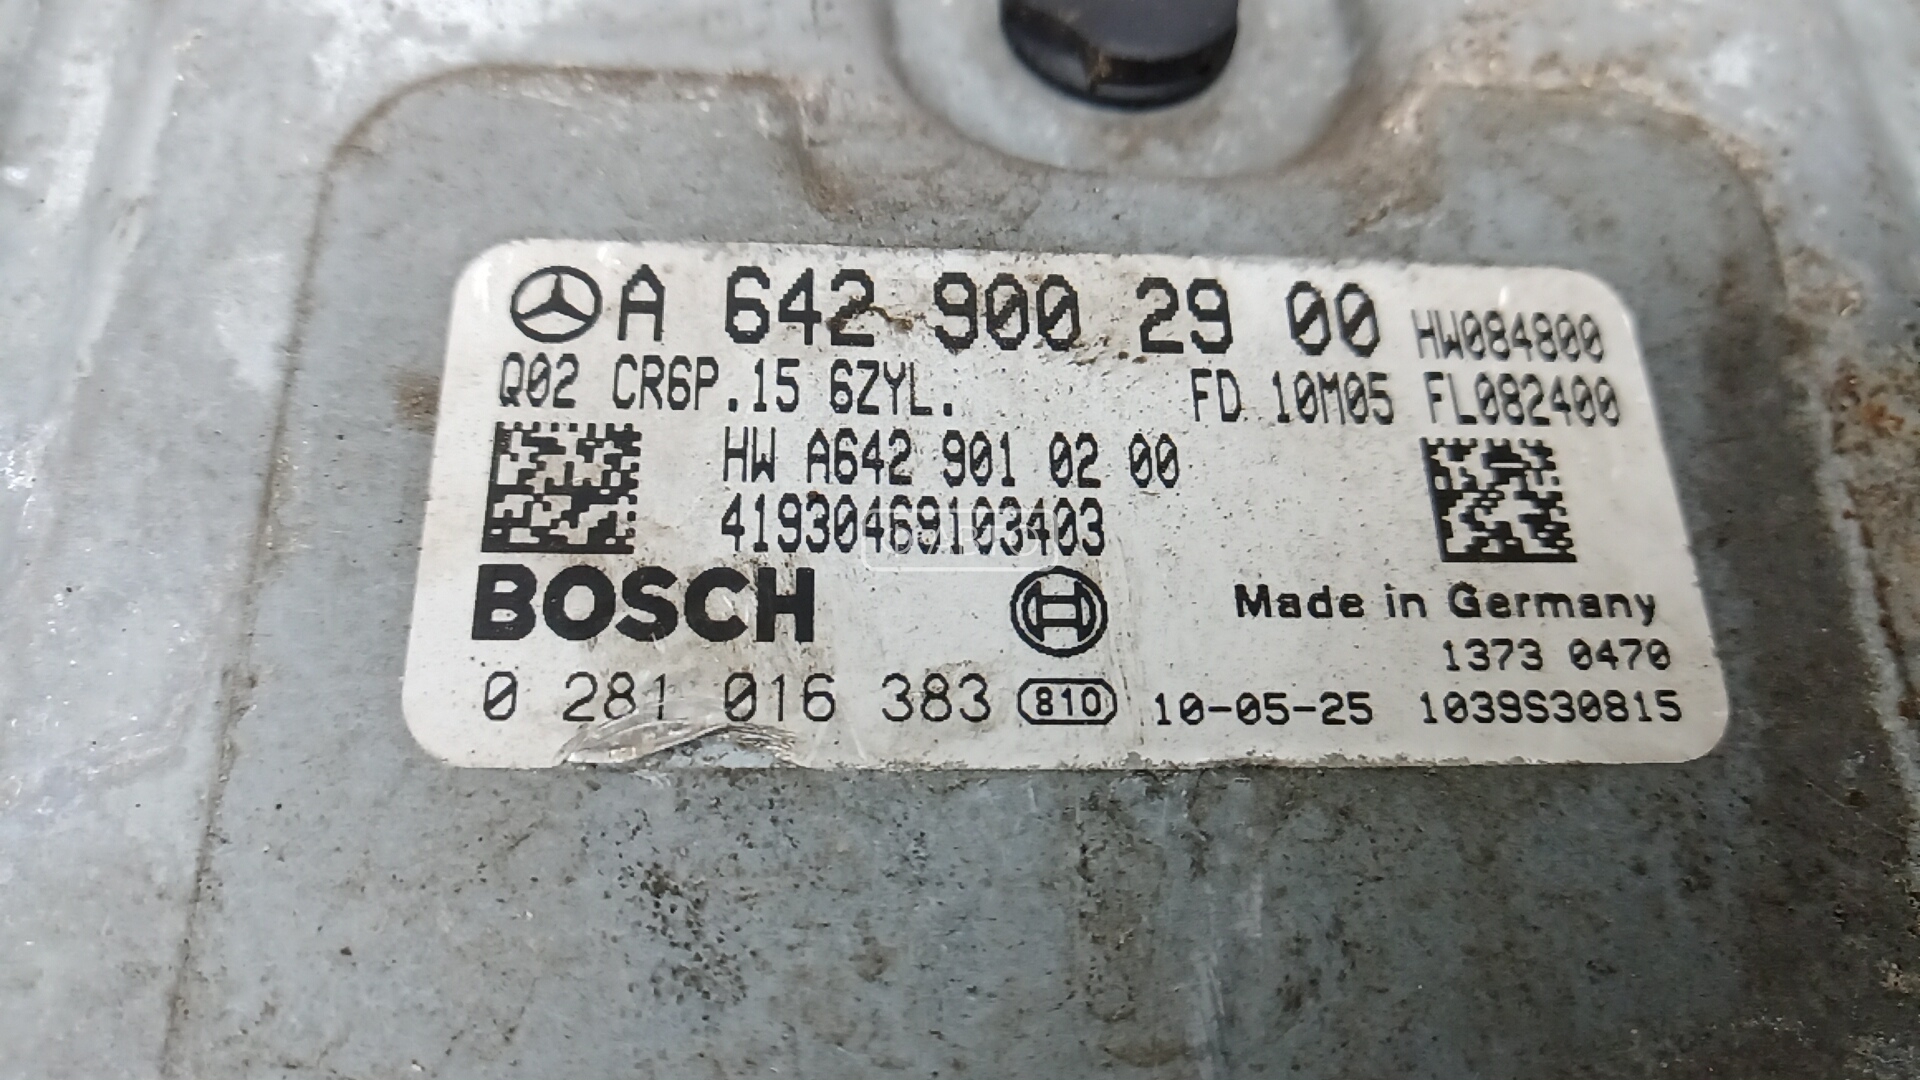 A 642 900 29 00 HW084800
Q02 CR6P.15 6ZYL. FD 10M05 FL082400
HW A642 901 02 00
41930469103403
BOSCH
Made in Germany
1373 0470
0 281 016 383 810 10-05-25 1039S30815